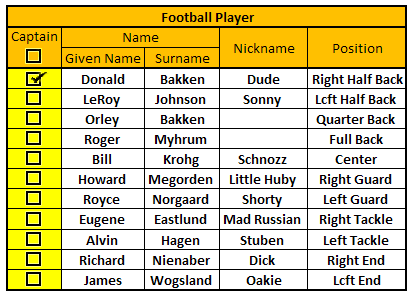 Football Player
Captain Name Nickname Position
Given Name Surname
Donald Bakken Dude Right Half Back
LeRoy Johnson Sonny Lcft Half Back
Orley Bakken Quarter Back
Roger Myhrum Full Back
Bill Krohg Schnozz Center
Howard Megorden Little Huby Right Guard
Royce Norgaard Shorty Left Guard
Eugene Eastlund Mad Russian Right Tackle
Alvin Hagen Stuben Left Tackle
Richard Nienaber Dick Right End
James Wogsland Oakie Lcft End